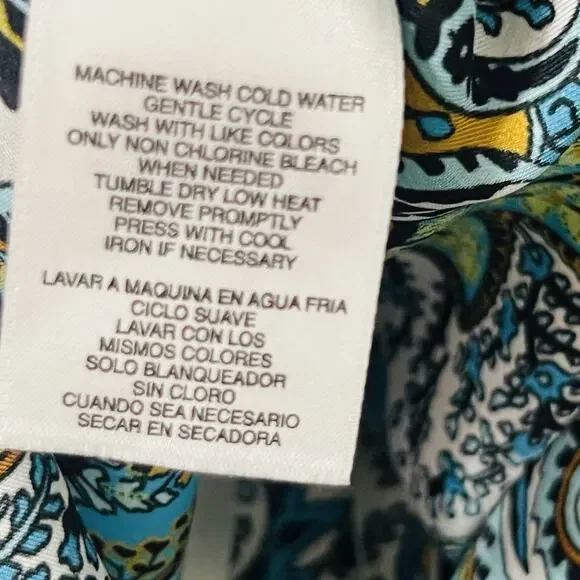 MACHINE WASH COLD WATER
GENTLE CYCLE
WASH WITH LIKE COLORS
ONLY NON CHLORINE BLEACH
WHEN NEEDED
TUMBLE DRY LOW HEAT
REMOVE PROMPTLY
PRESS WITH COOL
IRON IF NECESSARY
LAVAR A MAQUINA EN AGUA FRIA
CICLO SUAVE
LAVAR CON LOS
MISMOS COLORES
SOLO BLANQUEADOR
SIN CLORO
CUANDO SEA NECESARIO
SECAR EN SECADORA